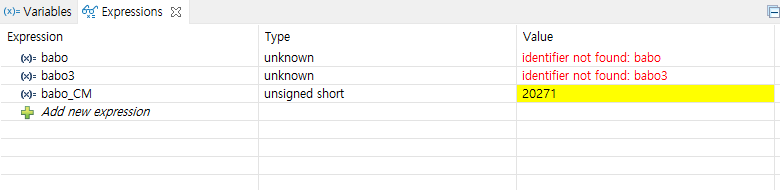 (x)= Variables Expressions
Expression Type Value
(x)= babo unknown identifier not found: babo
(x)= babo3 unknown identifier not found: babo3
(x)= babo_CM unsigned short 20271
Add new expression